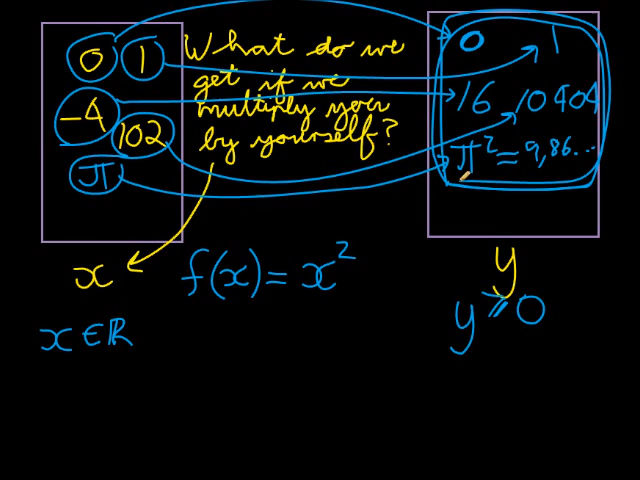 0 1 What do we 0 1
get if we
-4 multiply you 16 10404
102 by yourself?
π π² = 9,86...
x f(x) = x² y
x ∈ ℝ y ≥ 0